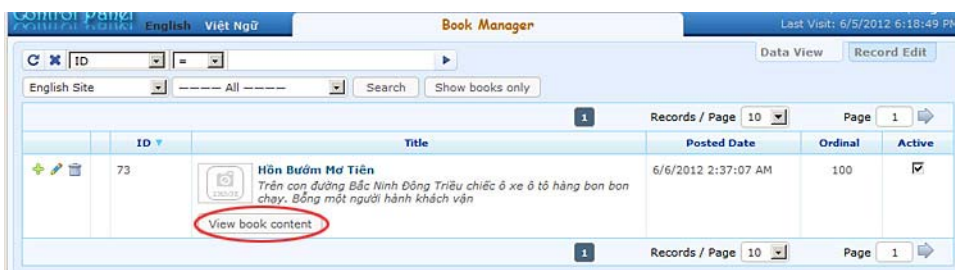 Control Panel English Việt Ngữ Book Manager Last Visit: 6/5/2012 6:18:49 PM
Data View Record Edit
ID =
English Site ---- All ---- Search Show books only
1 Records / Page 10 Page 1
ID Title Posted Date Ordinal Active
73 Hồn Bướm Mơ Tiên 6/6/2012 2:37:07 AM 100
Trên con đường Bắc Ninh Đông Triều chiếc ô xe ô tô hàng bon bon
chạy. Bỗng một người hành khách vận
View book content
1 Records / Page 10 Page 1